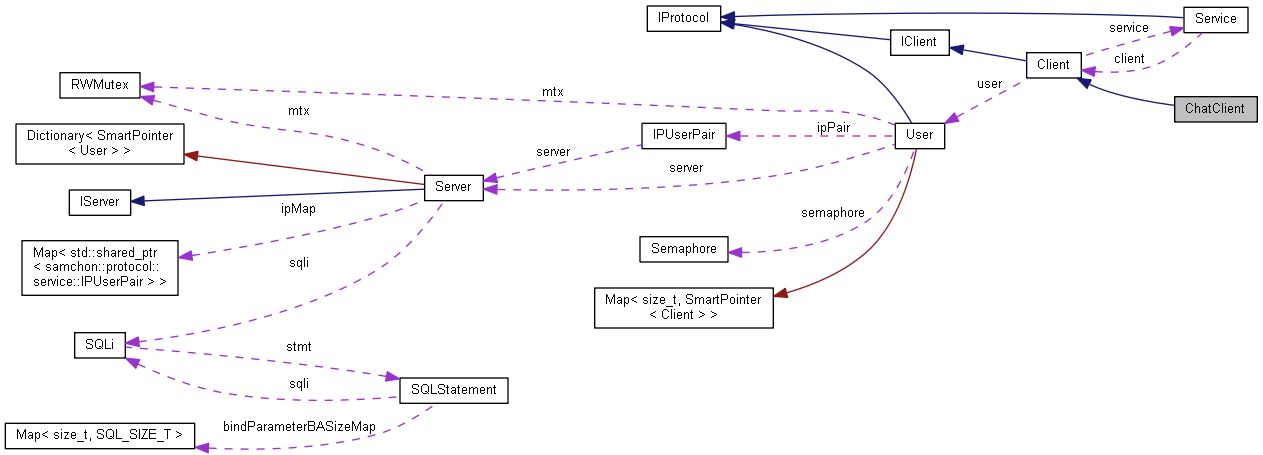 IProtocol
Service
service
IClient
client
Client
RWMutex
user
mtx
mtx
ChatClient
Dictionary< SmartPointer
< User > >
IPUserPair
ipPair
User
server
server
Server
IServer
ipMap
semaphore
Map< std::shared_ptr
< samchon::protocol::
service::IPUserPair > >
sqli
Semaphore
Map< size_t, SmartPointer
< Client > >
SQLi
stmt
sqli
SQLStatement
bindParameterBASizeMap
Map< size_t, SQL_SIZE_T >